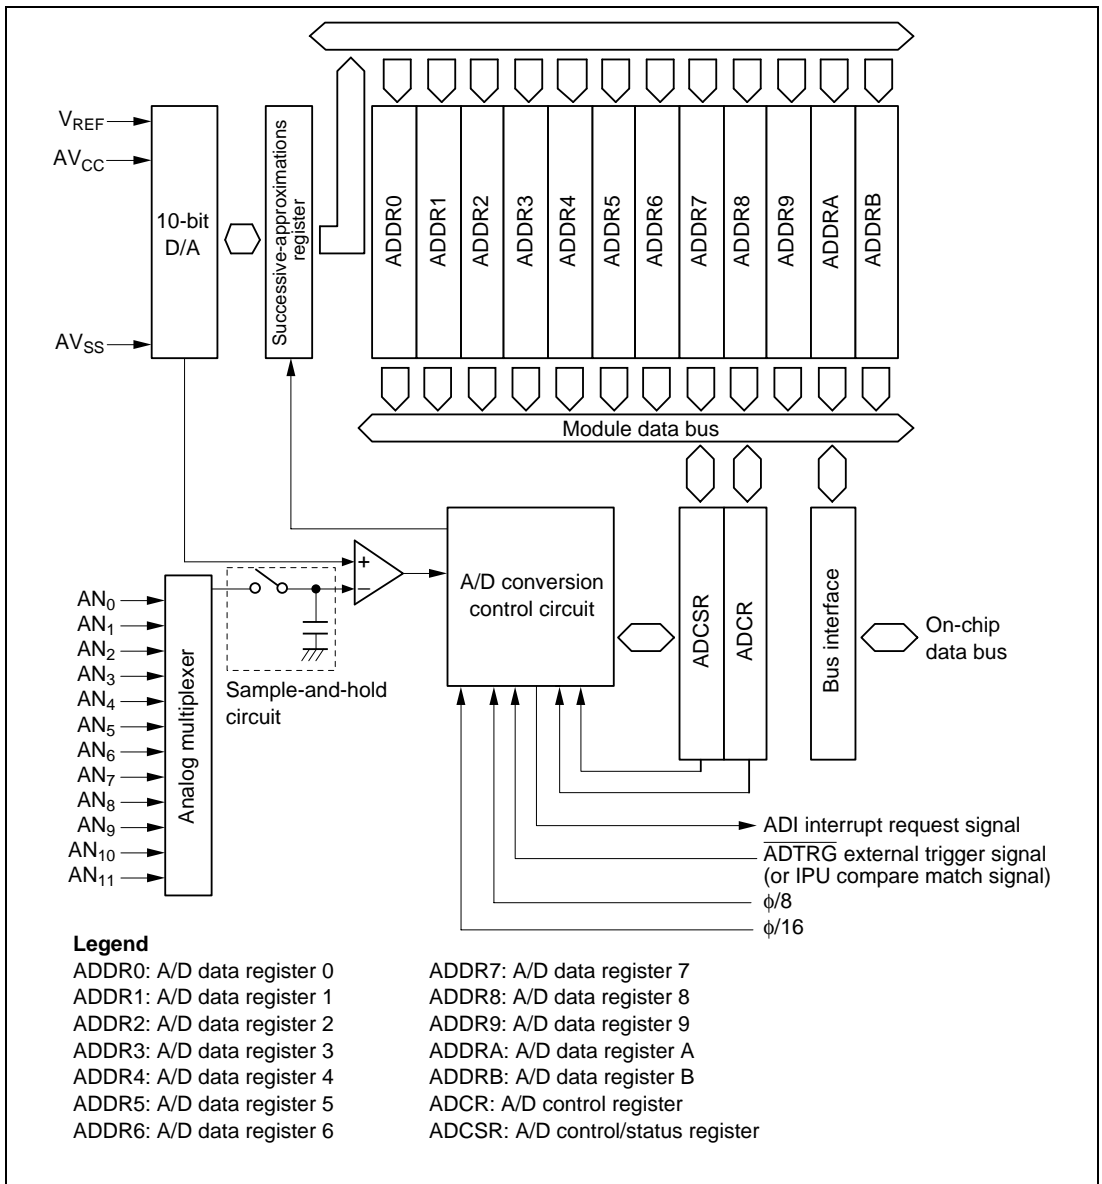 V_REF
AV_CC
AV_SS
10-bit
D/A
Successive-approximations
register
ADDR0
ADDR1
ADDR2
ADDR3
ADDR4
ADDR5
ADDR6
ADDR7
ADDR8
ADDR9
ADDRA
ADDRB
Module data bus
+
−
A/D conversion
control circuit
ADCSR
ADCR
Bus interface
On-chip
data bus
Sample-and-hold
circuit
AN0
AN1
AN2
AN3
AN4
AN5
AN6
AN7
AN8
AN9
AN10
AN11
Analog multiplexer
ADI interrupt request signal
ADTRG external trigger signal
(or IPU compare match signal)
ϕ/8
ϕ/16
Legend
ADDR0: A/D data register 0
ADDR1: A/D data register 1
ADDR2: A/D data register 2
ADDR3: A/D data register 3
ADDR4: A/D data register 4
ADDR5: A/D data register 5
ADDR6: A/D data register 6
ADDR7: A/D data register 7
ADDR8: A/D data register 8
ADDR9: A/D data register 9
ADDRA: A/D data register A
ADDRB: A/D data register B
ADCR: A/D control register
ADCSR: A/D control/status register